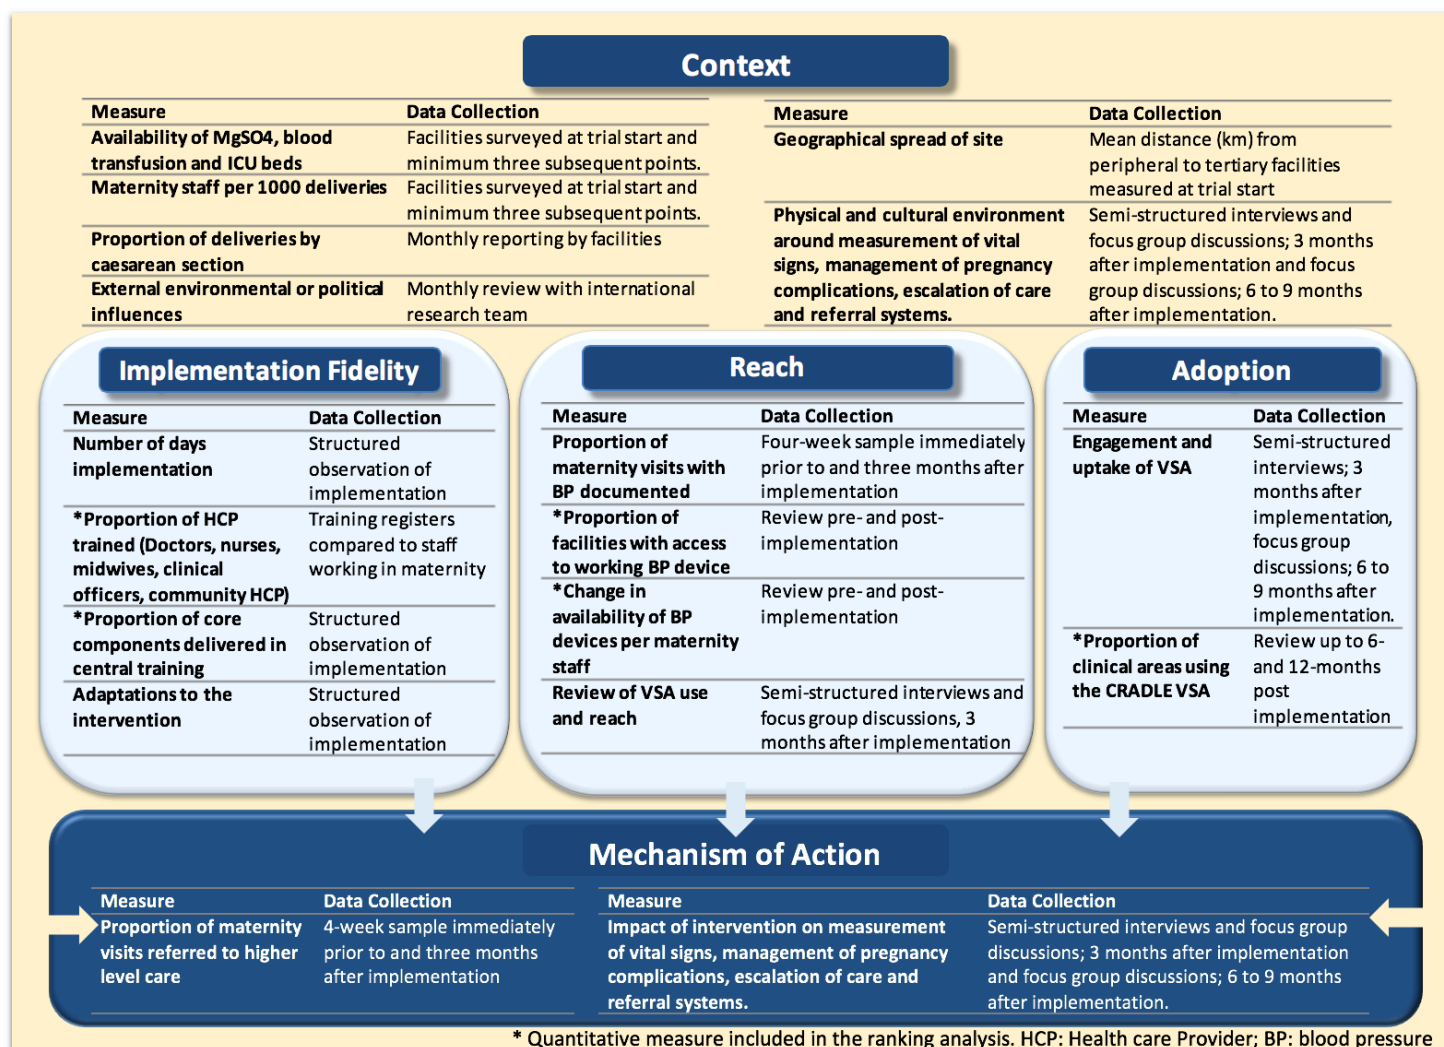 Context
Measure Data Collection
Availability of MgSO4, blood Facilities surveyed at trial start and
transfusion and ICU beds minimum three subsequent points.
Maternity staff per 1000 deliveries Facilities surveyed at trial start and
minimum three subsequent points.
Proportion of deliveries by Monthly reporting by facilities
caesarean section
External environmental or political Monthly review with international
influences research team
Measure Data Collection
Geographical spread of site Mean distance (km) from
peripheral to tertiary facilities
measured at trial start
Physical and cultural environment Semi-structured interviews and
around measurement of vital focus group discussions; 3 months
signs, management of pregnancy after implementation and focus
complications, escalation of care group discussions; 6 to 9 months
and referral systems. after implementation.
Implementation Fidelity
Measure Data Collection
Number of days Structured
implementation observation of
implementation
*Proportion of HCP Training registers
trained (Doctors, nurses, compared to staff
midwives, clinical working in maternity
officers, community HCP)
*Proportion of core Structured
components delivered in observation of
central training implementation
Adaptations to the Structured
intervention observation of
implementation
Reach
Measure Data Collection
Proportion of Four-week sample immediately
maternity visits with prior to and three months after
BP documented implementation
*Proportion of Review pre- and post-
facilities with access implementation
to working BP device
*Change in Review pre- and post-
availability of BP implementation
devices per maternity
staff
Review of VSA use Semi-structured interviews and
and reach focus group discussions, 3
months after implementation
Adoption
Measure Data Collection
Engagement and Semi-structured
uptake of VSA interviews; 3
months after
implementation,
focus group
discussions; 6 to
9 months after
implementation.
*Proportion of Review up to 6-
clinical areas using and 12-months
the CRADLE VSA post
implementation
Mechanism of Action
Measure Data Collection
Proportion of maternity 4-week sample immediately
visits referred to higher prior to and three months
level care after implementation
Measure Data Collection
Impact of intervention on measurement Semi-structured interviews and focus group
of vital signs, management of pregnancy discussions; 3 months after implementation
complications, escalation of care and and focus group discussions; 6 to 9 months
referral systems. after implementation.
* Quantitative measure included in the ranking analysis. HCP: Health care Provider; BP: blood pressure